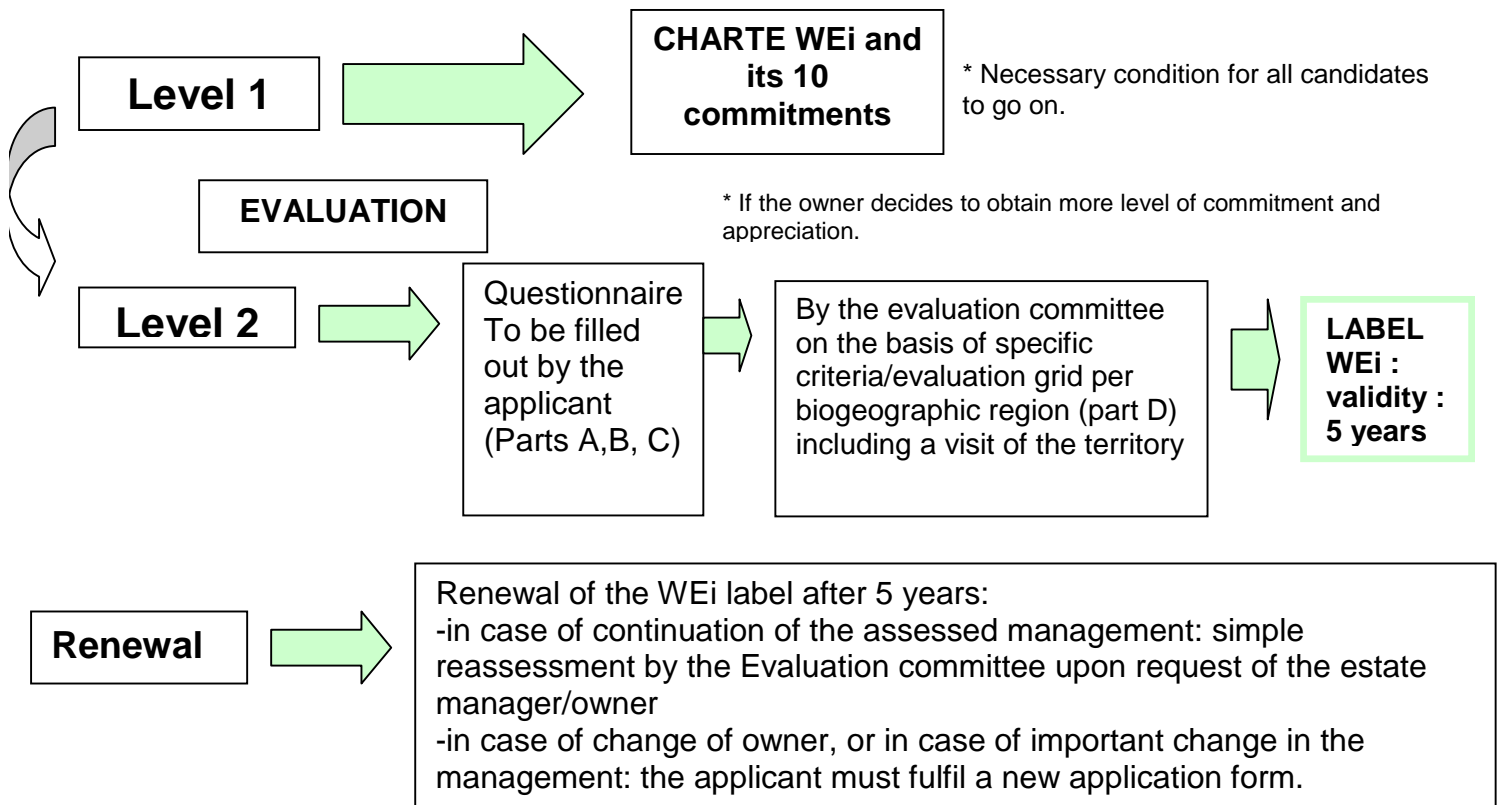 Level 1
CHARTE WEi and
its 10
commitments
* Necessary condition for all candidates
to go on.
EVALUATION
* If the owner decides to obtain more level of commitment and
appreciation.
Level 2
Questionnaire
To be filled
out by the
applicant
(Parts A,B, C)
By the evaluation committee
on the basis of specific
criteria/evaluation grid per
biogeographic region (part D)
including a visit of the territory
LABEL
WEi :
validity :
5 years
Renewal
Renewal of the WEi label after 5 years:
-in case of continuation of the assessed management: simple
reassessment by the Evaluation committee upon request of the estate
manager/owner
-in case of change of owner, or in case of important change in the
management: the applicant must fulfil a new application form.